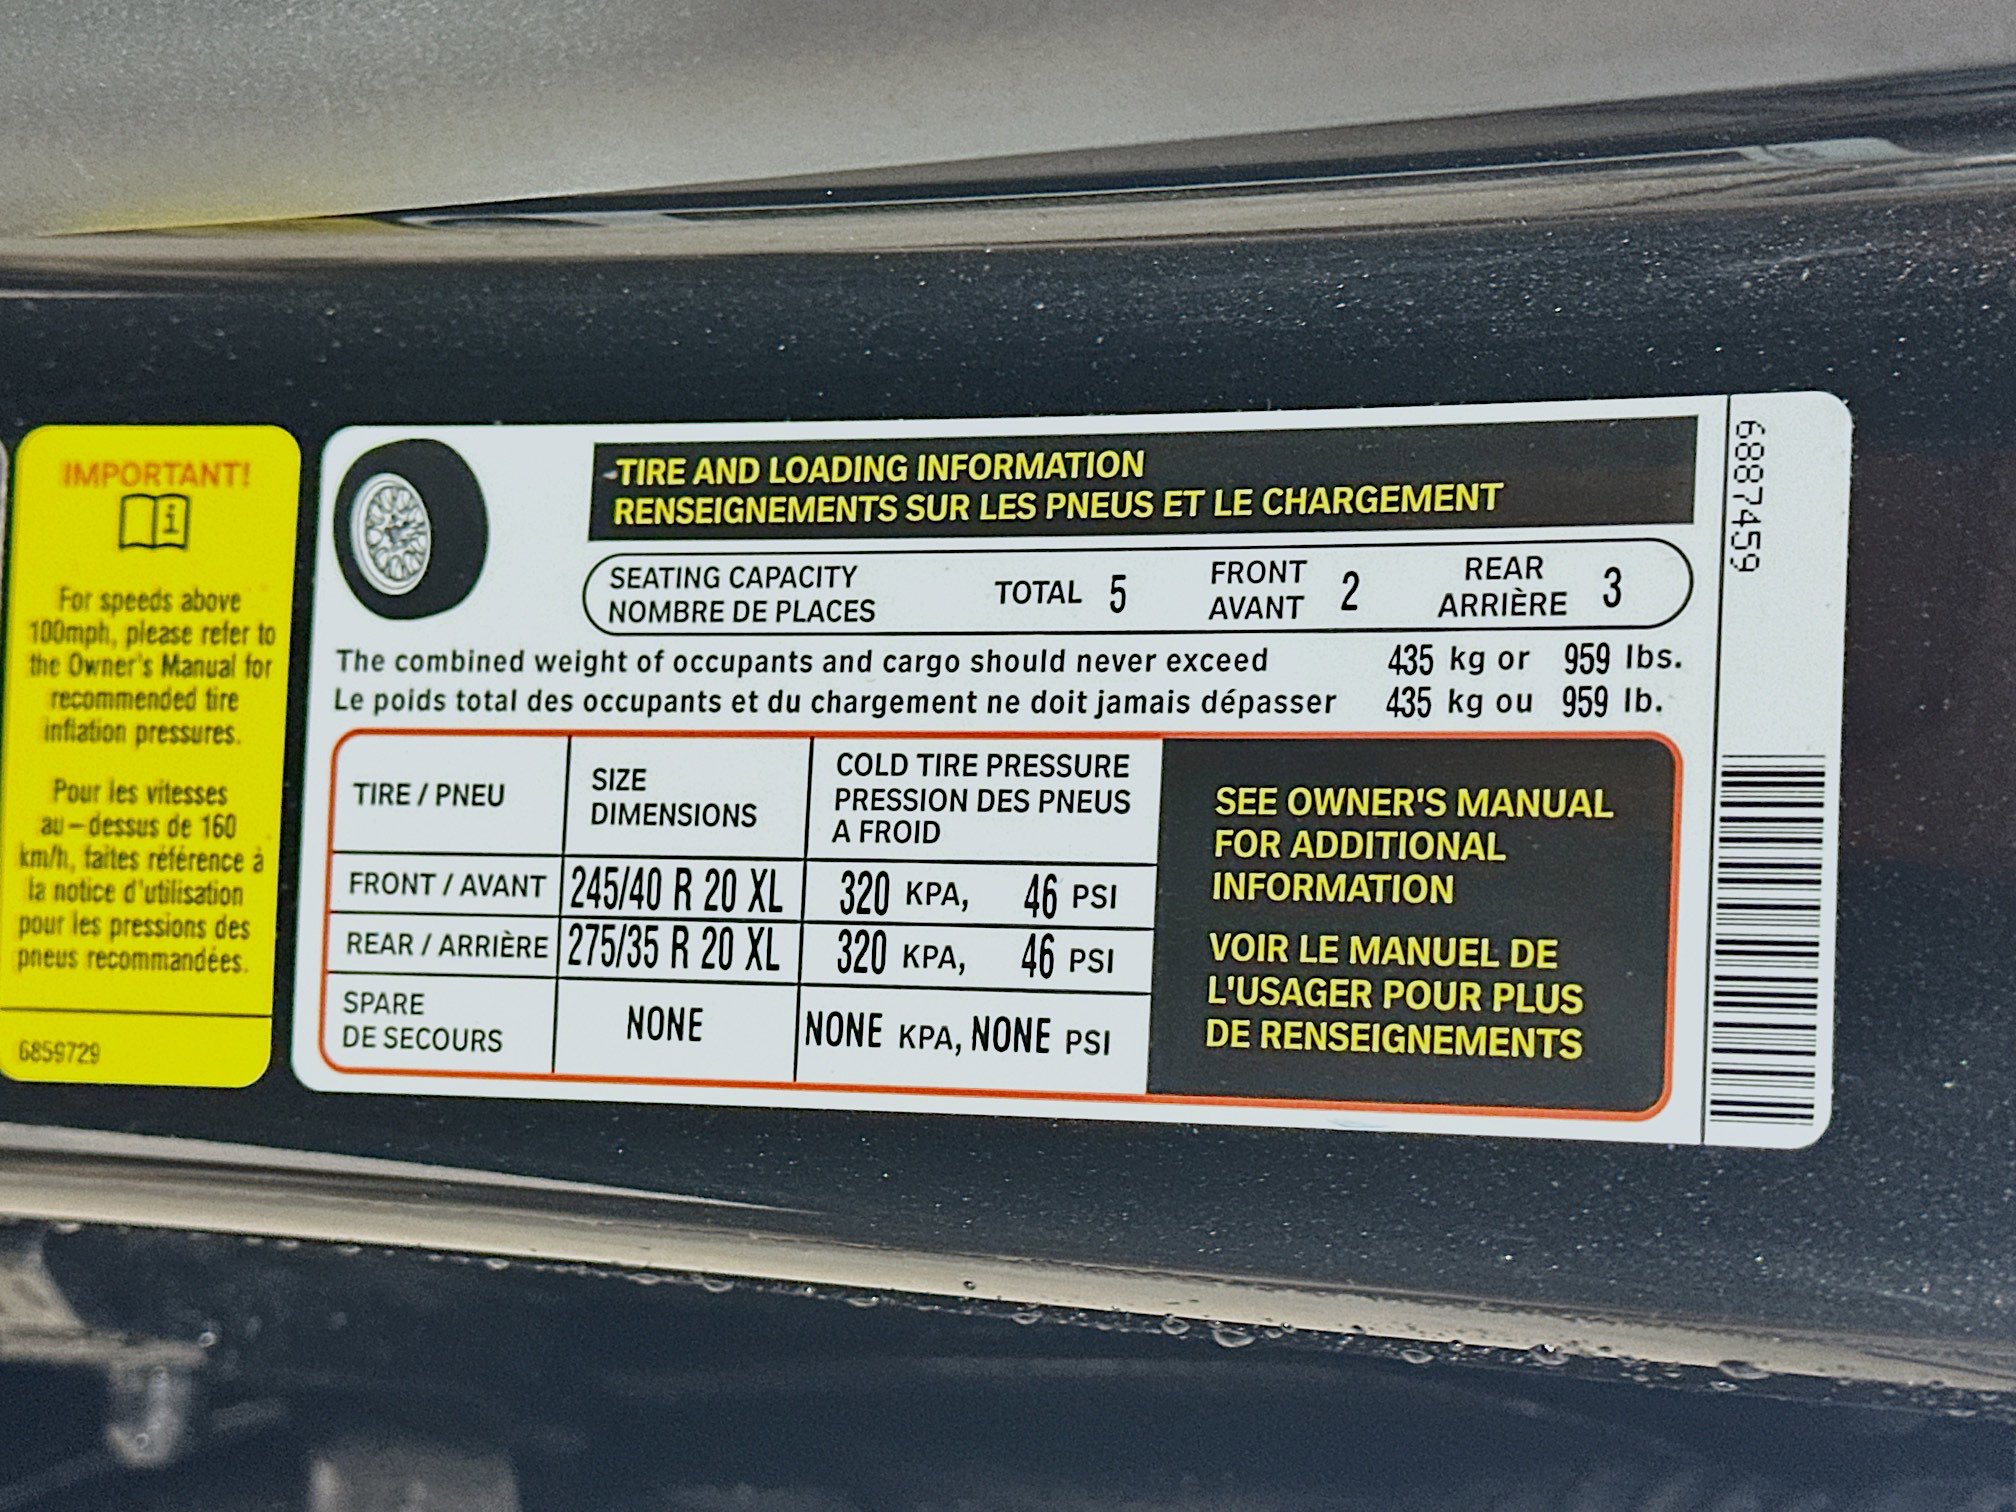 IMPORTANT!
For speeds above
100mph, please refer to
the Owner's Manual for
recommended tire
inflation pressures.
Pour les vitesses
au-dessus de 160
km/h, faites référence à
la notice d'utilisation
pour les pressions des
pneus recommandées.
6859729
TIRE AND LOADING INFORMATION
RENSEIGNEMENTS SUR LES PNEUS ET LE CHARGEMENT
SEATING CAPACITY
NOMBRE DE PLACES
TOTAL 5
FRONT
AVANT 2
REAR
ARRIÈRE 3
The combined weight of occupants and cargo should never exceed 435 kg or 959 lbs.
Le poids total des occupants et du chargement ne doit jamais dépasser 435 kg ou 959 lb.
TIRE / PNEU
SIZE
DIMENSIONS
COLD TIRE PRESSURE
PRESSION DES PNEUS
A FROID
FRONT / AVANT 245/40 R 20 XL 320 KPA, 46 PSI
REAR / ARRIÈRE 275/35 R 20 XL 320 KPA, 46 PSI
SPARE
DE SECOURS
NONE NONE KPA, NONE PSI
SEE OWNER'S MANUAL
FOR ADDITIONAL
INFORMATION
VOIR LE MANUEL DE
L'USAGER POUR PLUS
DE RENSEIGNEMENTS
6887459